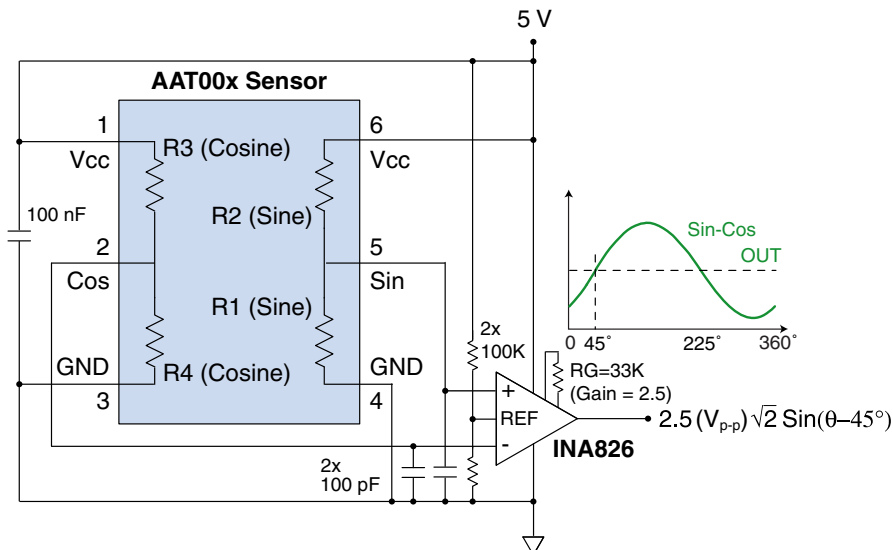 5 V
AAT00x Sensor
1
Vcc
R3 (Cosine)
6
Vcc
R2 (Sine)
100 nF
2
Cos
5
Sin
R1 (Sine)
GND
3
R4 (Cosine)
GND
4
2x
100K
Sin-Cos
OUT
0 45° 225° 360°
RG=33K
(Gain = 2.5)
+
REF
-
INA826
2.5 (Vp-p) √2 Sin(θ–45°)
2x
100 pF